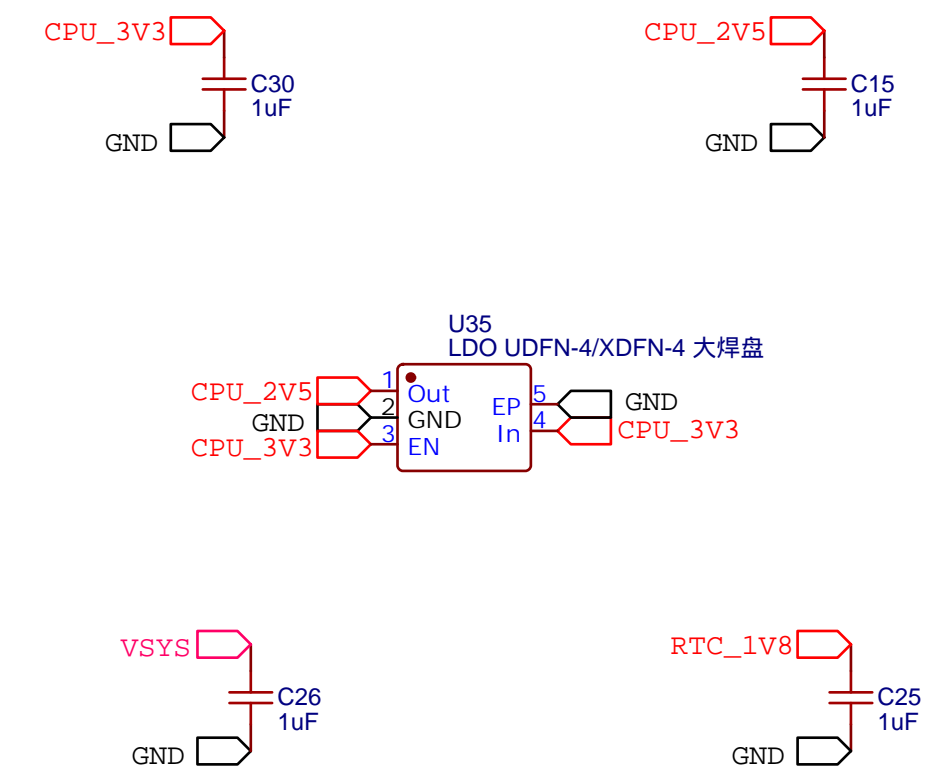 CPU_3V3
C30
1uF
GND
CPU_2V5
C15
1uF
GND
U35
LDO UDFN-4/XDFN-4 大焊盘
CPU_2V5
1
Out
GND
2
GND
CPU_3V3
3
EN
EP
5
GND
In
4
CPU_3V3
VSYS
C26
1uF
GND
RTC_1V8
C25
1uF
GND